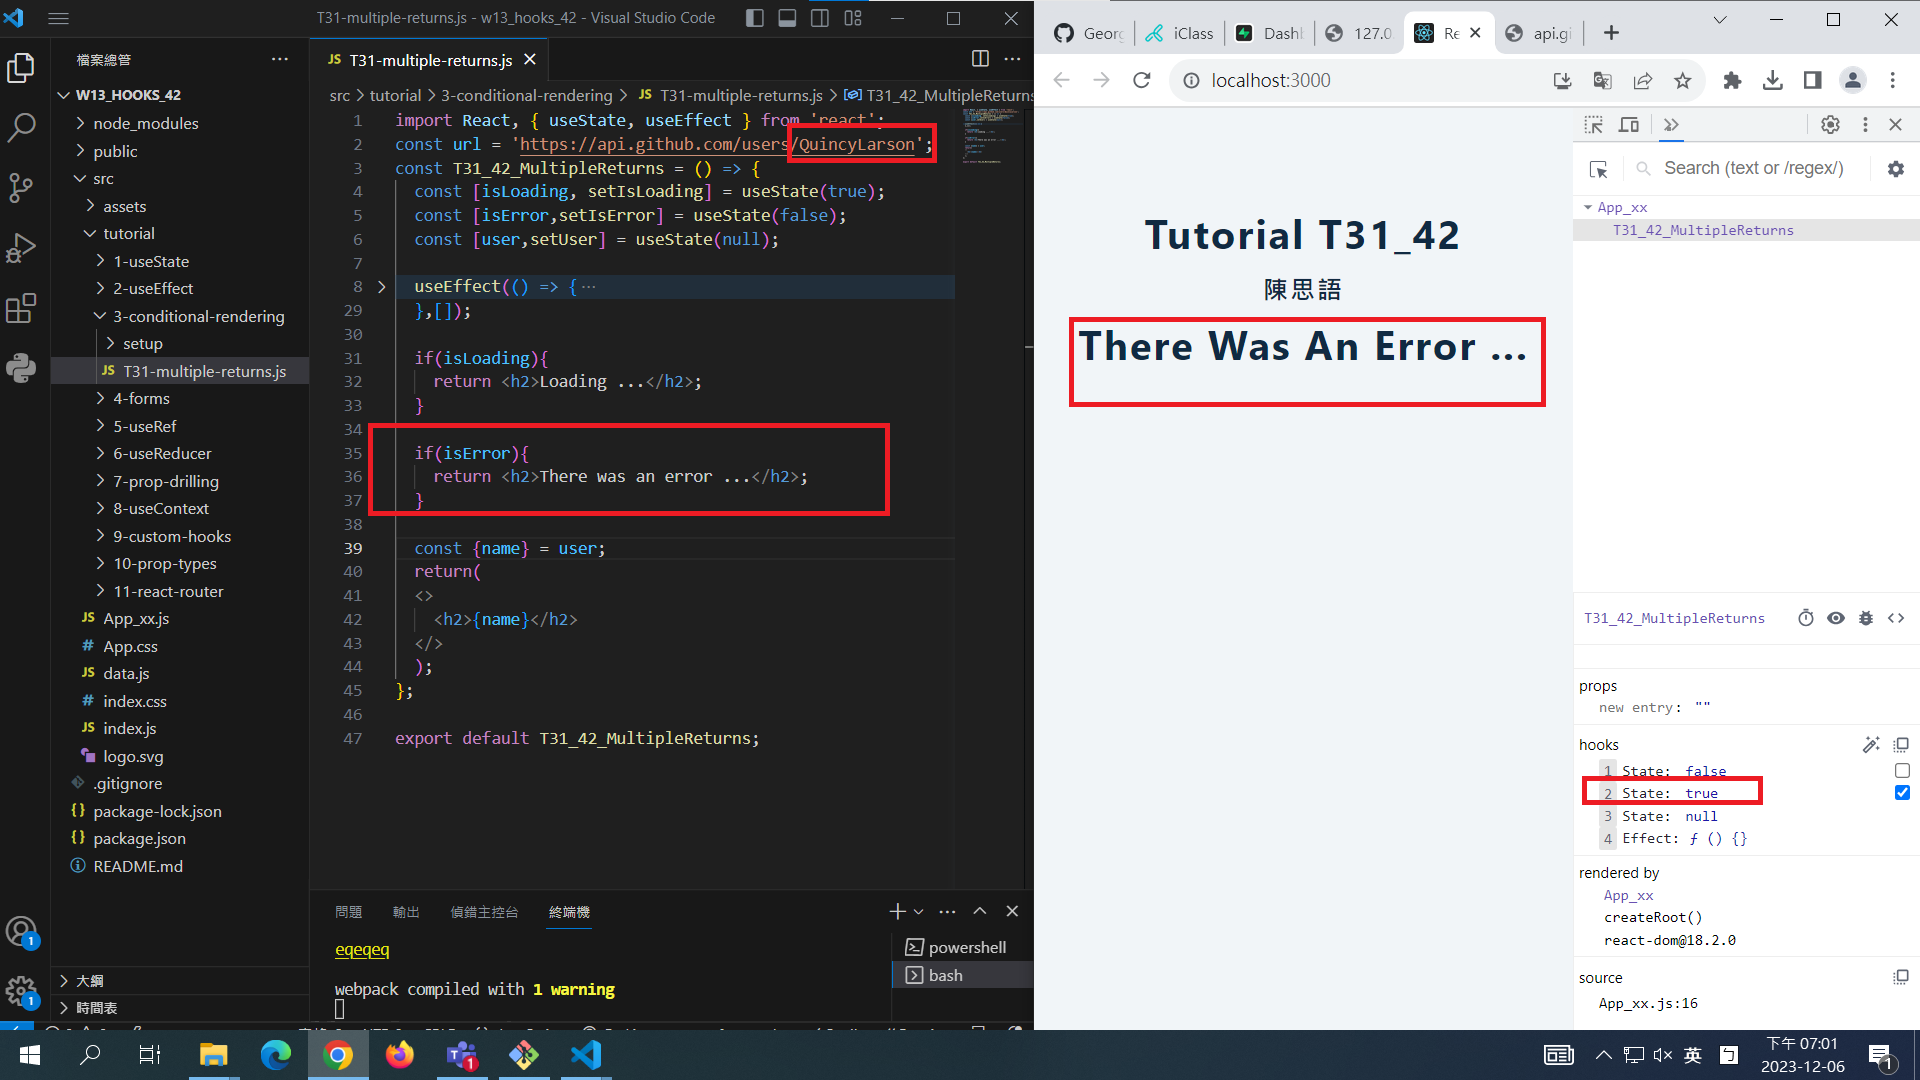 T31-multiple-returns.js - w13_hooks_42 - Visual Studio Code
檔案總管
W13_HOOKS_42
node_modules
public
src
assets
tutorial
1-useState
2-useEffect
3-conditional-rendering
setup
JS T31-multiple-returns.js
4-forms
5-useRef
6-useReducer
7-prop-drilling
8-useContext
9-custom-hooks
10-prop-types
11-react-router
JS App_xx.js
# App.css
JS data.js
# index.css
JS index.js
logo.svg
.gitignore
{} package-lock.json
{} package.json
README.md
大綱
時間表
JS T31-multiple-returns.js
src > tutorial > 3-conditional-rendering > JS T31-multiple-returns.js > T31_42_MultipleReturns
1 import React, { useState, useEffect } from 'react';
2 const url = 'https://api.github.com/users/QuincyLarson';
3 const T31_42_MultipleReturns = () => {
4 const [isLoading, setIsLoading] = useState(true);
5 const [isError,setIsError] = useState(false);
6 const [user,setUser] = useState(null);
7
8 useEffect(() => { ...
29 },[]);
30
31 if(isLoading){
32 return <h2>Loading ...</h2>;
33 }
34
35 if(isError){
36 return <h2>There was an error ...</h2>;
37 }
38
39 const {name} = user;
40 return(
41 <>
42 <h2>{name}</h2>
43 </>
44 );
45 };
46
47 export default T31_42_MultipleReturns;
問題 輸出 偵錯主控台 終端機
eqeqeq
webpack compiled with 1 warning
powershell
bash
Georg iClass Dashb 127.0. Re api.gi
localhost:3000
Tutorial T31_42
陳思語
There Was An Error ...
Search (text or /regex/)
App_xx
T31_42_MultipleReturns
T31_42_MultipleReturns
props
new entry: ""
hooks
1 State: false
2 State: true
3 State: null
4 Effect: ƒ () {}
rendered by
App_xx
createRoot()
react-dom@18.2.0
source
App_xx.js:16
1
1
1
英
下午 07:01
2023-12-06
1